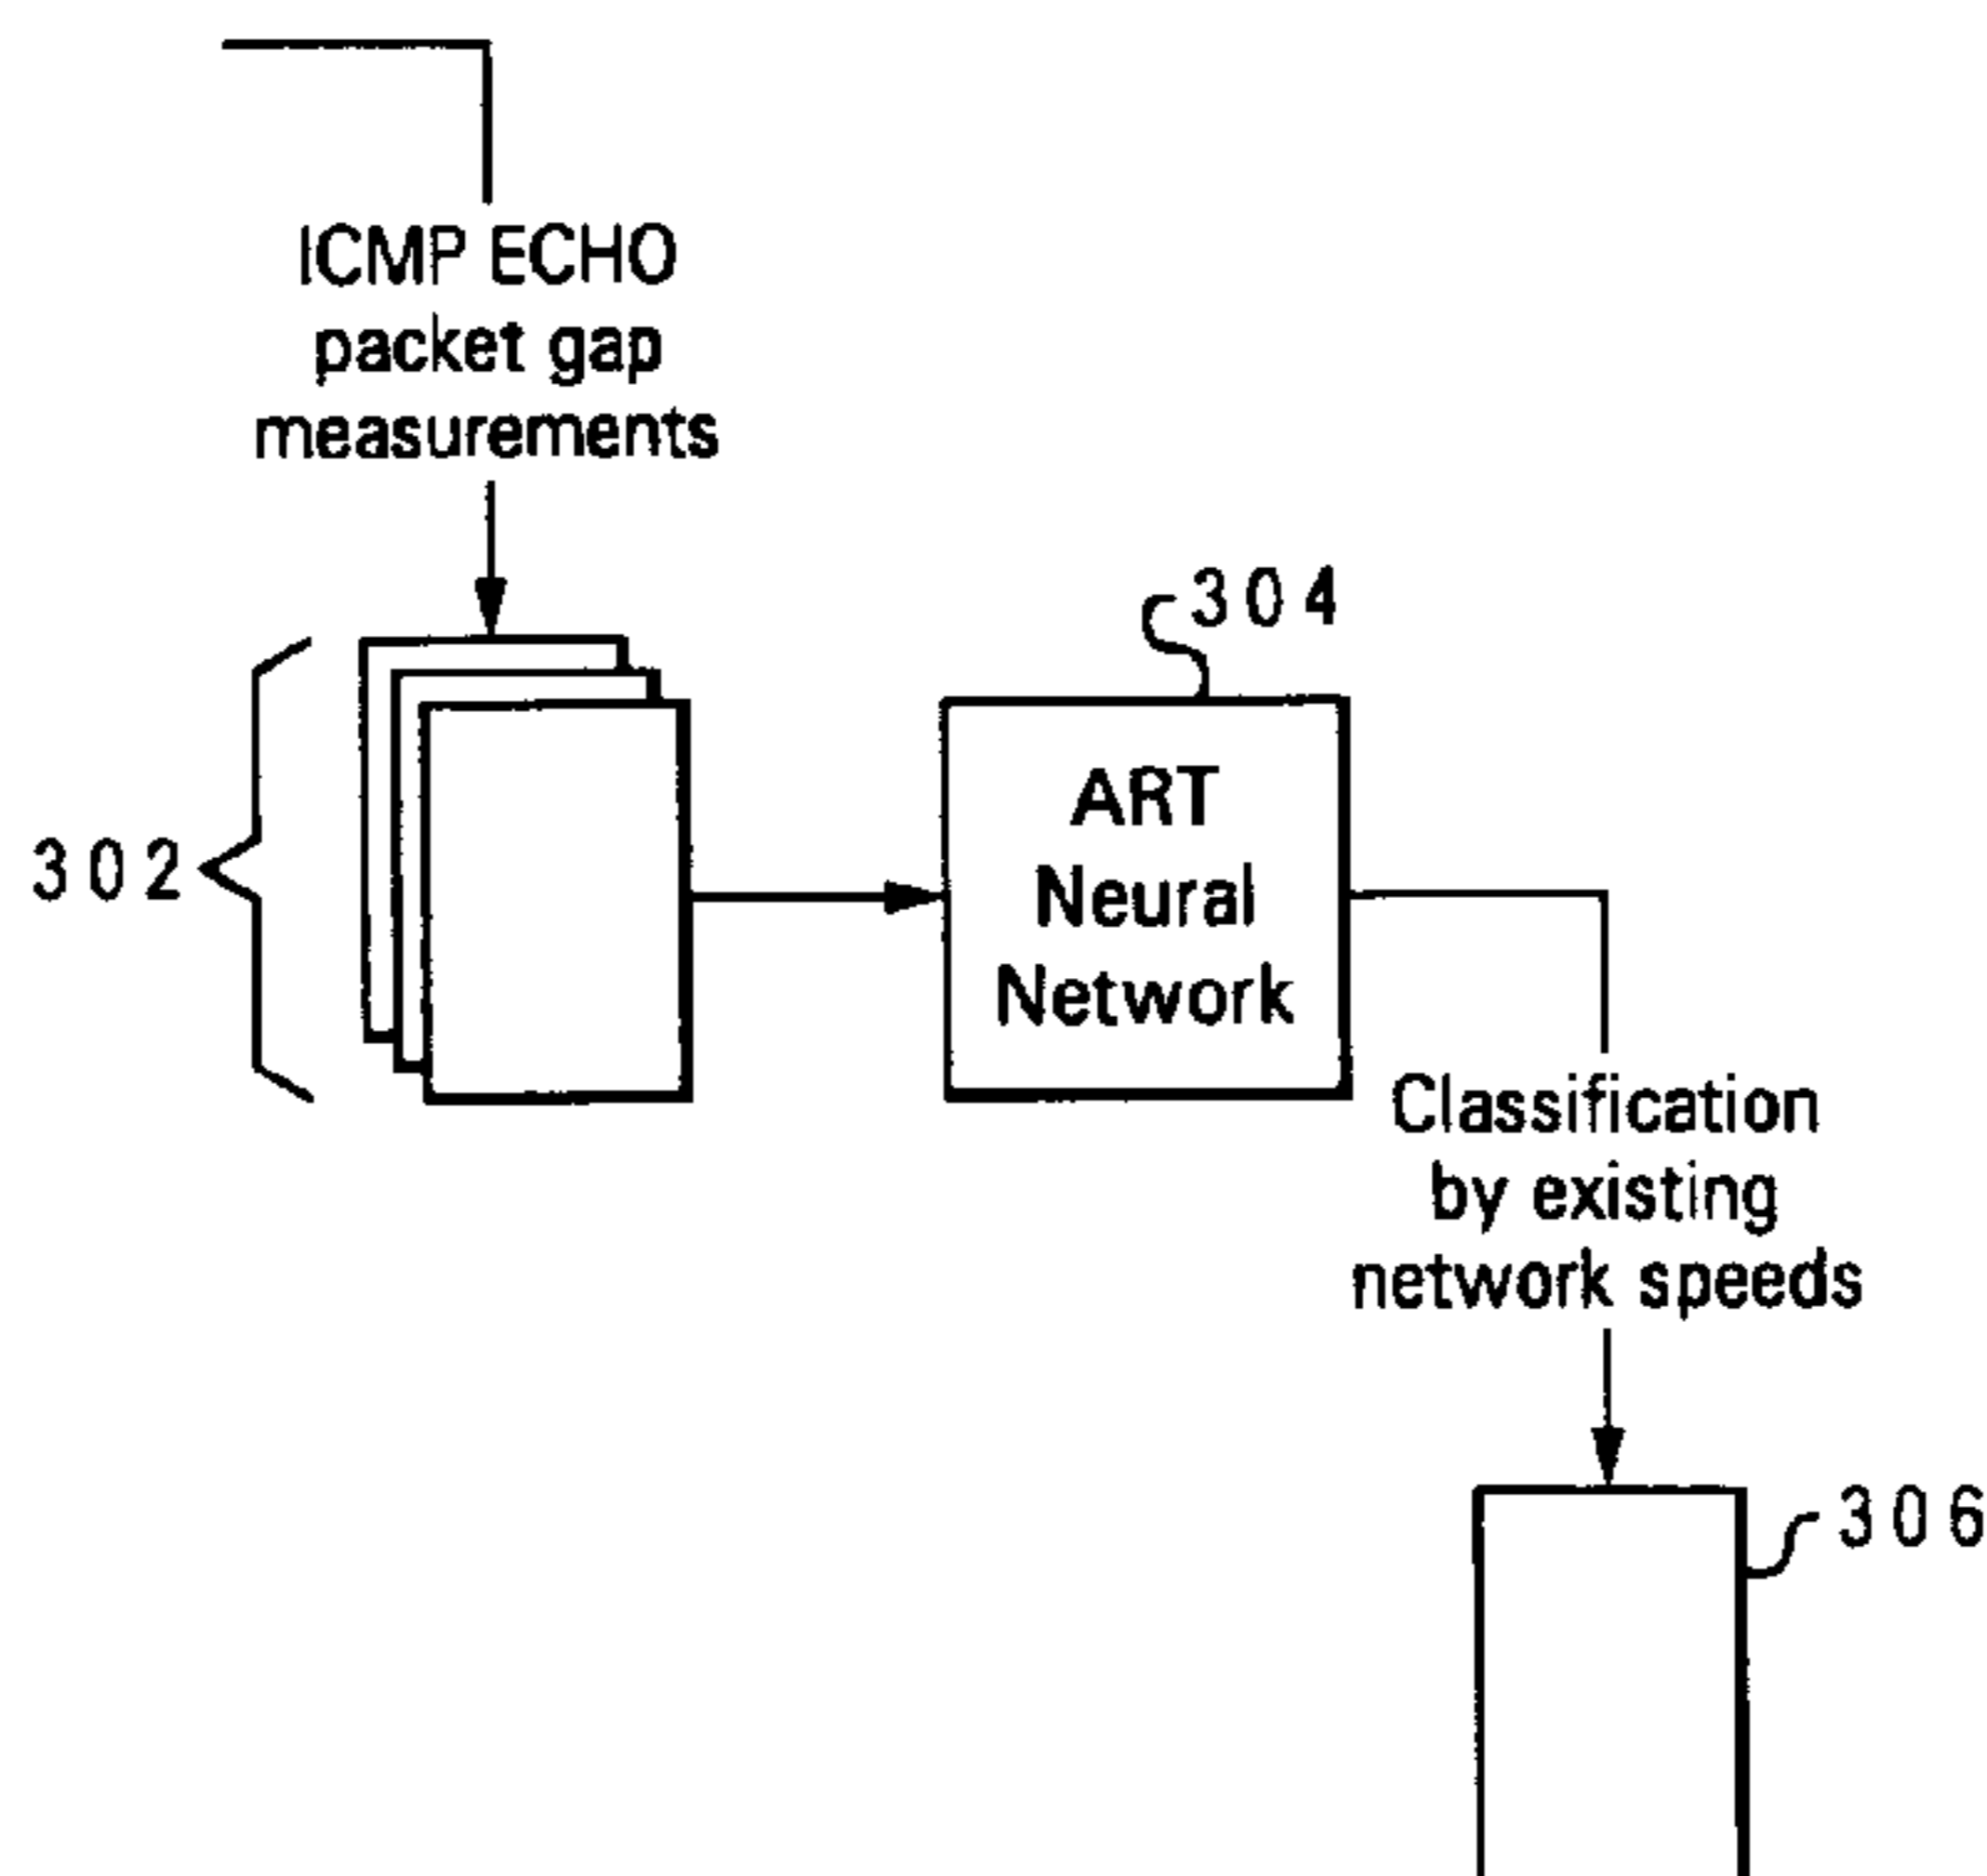 ICMP ECHO
packet gap
measurements
304
302
ART
Neural
Network
Classification
by existing
network speeds
306